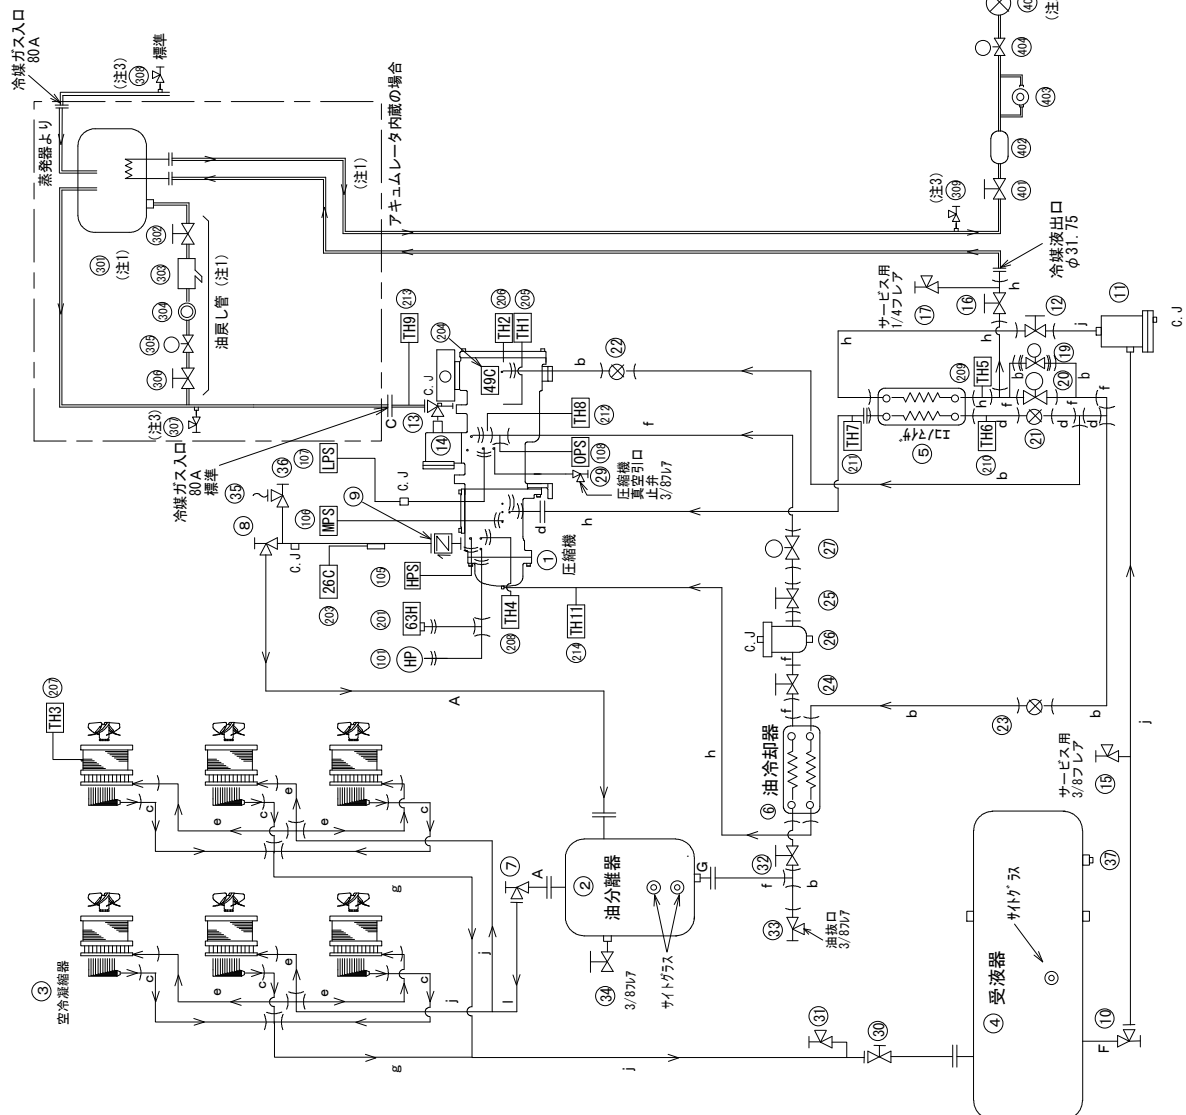 冷媒ガス入口
80A
(注3)
308
標準
蒸発器より
アキュムレータ内蔵の場合
301
(注1)
302
303
304
305
306
油戻し管 (注1)
(注1)
(注3)
307
(注3)
309
401
402
403
404
(注
冷媒液出口
φ31.75
サービス用
1/4フレア
17
16
h
12
11
C.J
j
19
20
b
b
f
f
TH5
209
h
h
TH7
211
エコノマイザ
5
TH6
210
d
21
d
d
b
冷媒ガス入口
80A
標準
C
TH9
213
C.J
13
14
204
49C
TH2
206
TH1
205
b
22
TH8
212
f
OPS
108
29
圧縮機
真空引口
止弁
3/8フレア
d
h
107
LPS
C.J
106
MPS
9
36
35
8
C.J
26C
203
105
HPS
201
63H
101
HP
TH4
208
1
圧縮機
TH11
214
A
h
27
25
C.J
26
f
24
f
油冷却器
6
b
23
b
サービス用
3/8フレア
15
j
32
f
b
33
油抜口
3/8フレア
TH3
207
c
e
c
e
e
c
g
c
e
c
e
e
c
g
j
j
j
3
空冷凝縮器
7
A
l
油分離器
2
G
34
3/8フレア
サイトグラス
31
30
4
受液器
サイトグラス
37
10
F